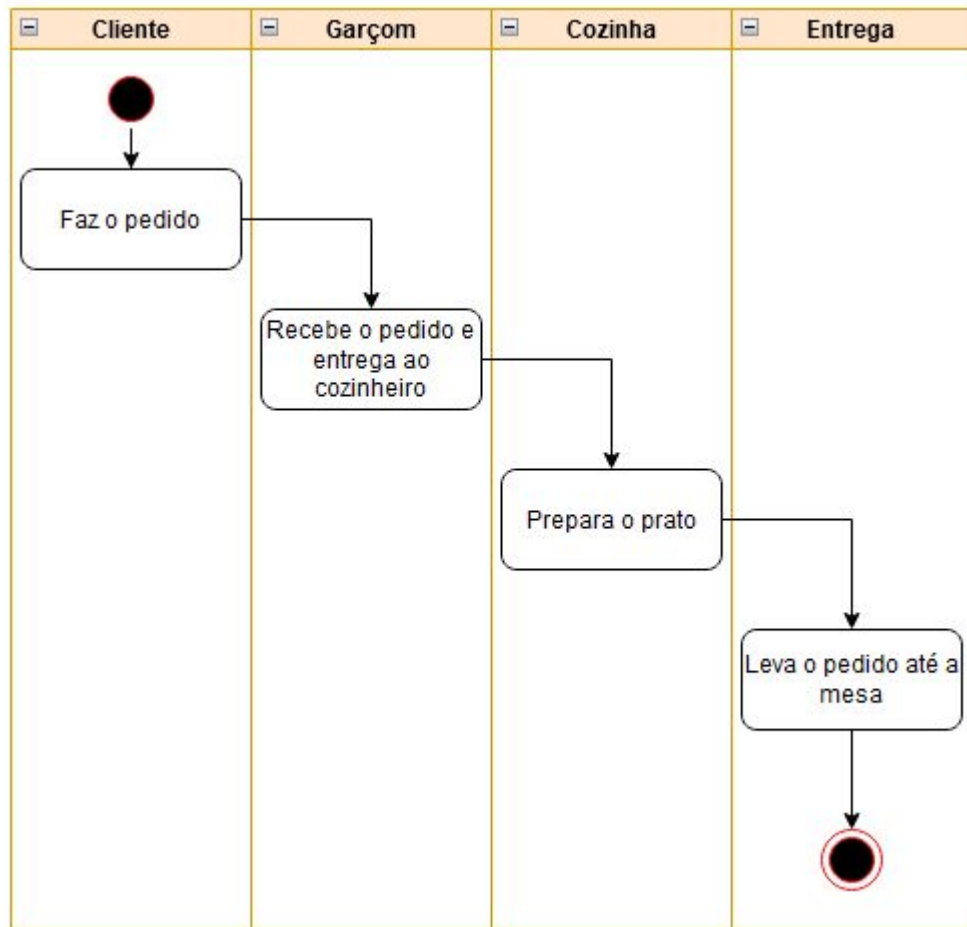 Cliente
Garçom
Cozinha
Entrega
Faz o pedido
Recebe o pedido e
entrega ao
cozinheiro
Prepara o prato
Leva o pedido até a
mesa